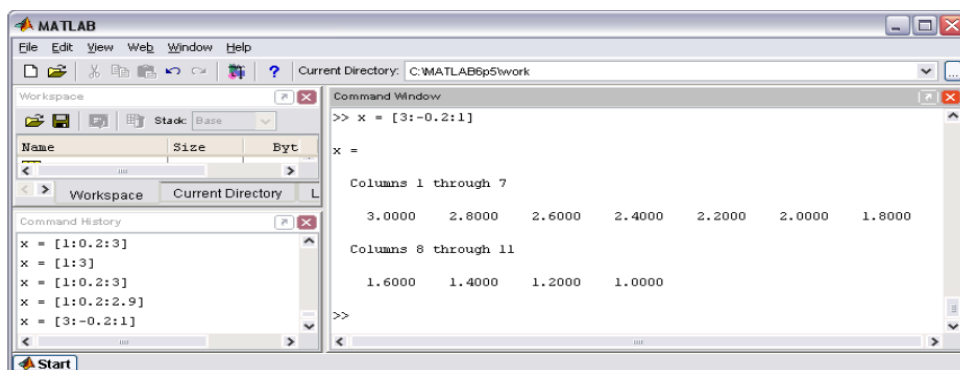 MATLAB
File Edit View Web Window Help
? Current Directory: C:\MATLAB6p5\work
Workspace
Stack: Base
Name Size Byt
Workspace Current Directory L
Command History
x = [1:0.2:3]
x = [1:3]
x = [1:0.2:3]
x = [1:0.2:2.9]
x = [3:-0.2:1]
Command Window
>> x = [3:-0.2:1]
x =
Columns 1 through 7
3.0000 2.8000 2.6000 2.4000 2.2000 2.0000 1.8000
Columns 8 through 11
1.6000 1.4000 1.2000 1.0000
>>
Start